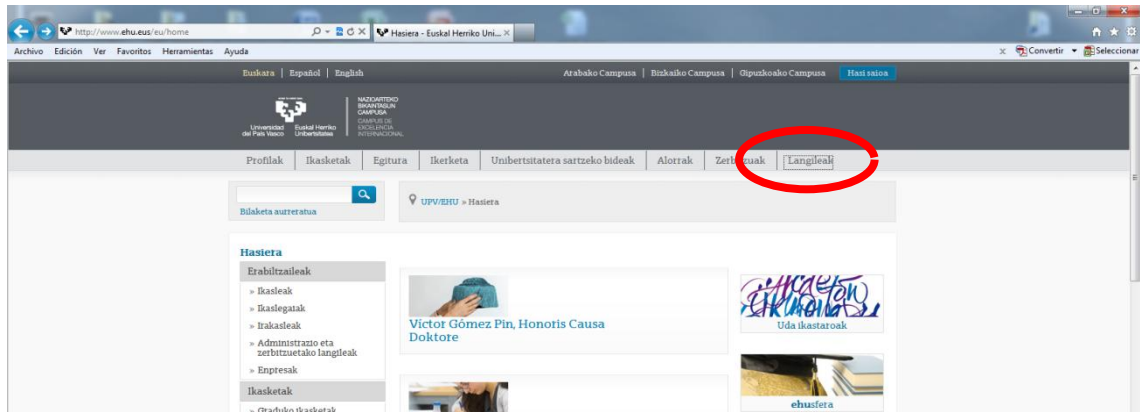 http://www.ehu.eus/eu/home
Hasiera - Euskal Herriko Uni...
Archivo Edición Ver Favoritos Herramientas Ayuda
x Convertir Seleccionar
Euskara | Español | English
Arabako Campusa | Bizkaiko Campusa | Gipuzkoako Campusa
Hasi saioa
Universidad del País Vasco
Euskal Herriko Unibertsitatea
NAZIOARTEKO
BIKAINTASUN
CAMPUSA
CAMPUS DE
EXCELENCIA
INTERNACIONAL
Profilak | Ikasketak | Egitura | Ikerketa | Unibertsitatera sartzeko bideak | Alorrak | Zerbitzuak | Langileak
Bilaketa aurreratua
UPV/EHU » Hasiera
Hasiera
Erabiltzaileak
» Ikasleak
» Ikaslegaiak
» Irakasleak
» Administrazio eta
zerbitzuetako langileak
» Enpresak
Ikasketak
» Graduko ikasketak
Víctor Gómez Pin, Honoris Causa
Doktore
Uda ikastaroak
ehusfera